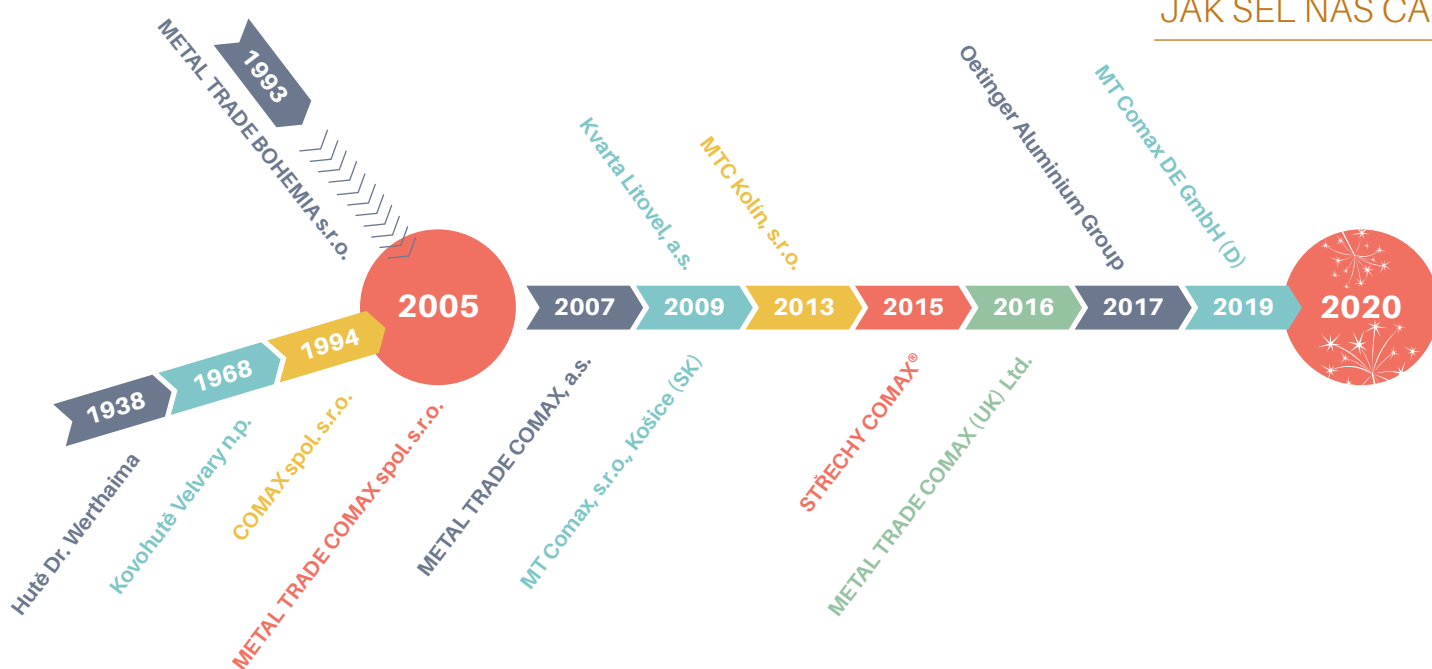 JAK ŠEL NÁŠ
1993
METAL TRADE BOHEMIA s.r.o.
1938
Hutě Dr. Werthaima
1968
Kovohutě Velvary n.p.
1994
COMAX spol. s.r.o.
2005
METAL TRADE COMAX spol. s.r.o.
2007
METAL TRADE COMAX, a.s.
2009
Kvarta Litovel, a.s.
MT Comax, s.r.o., Košice (SK)
2013
MTC Kolín, s.r.o.
2015
STŘECHY COMAX®
2016
METAL TRADE COMAX (UK) Ltd.
2017
Oetinger Aluminium Group
2019
MT Comax DE GmbH (D)
2020